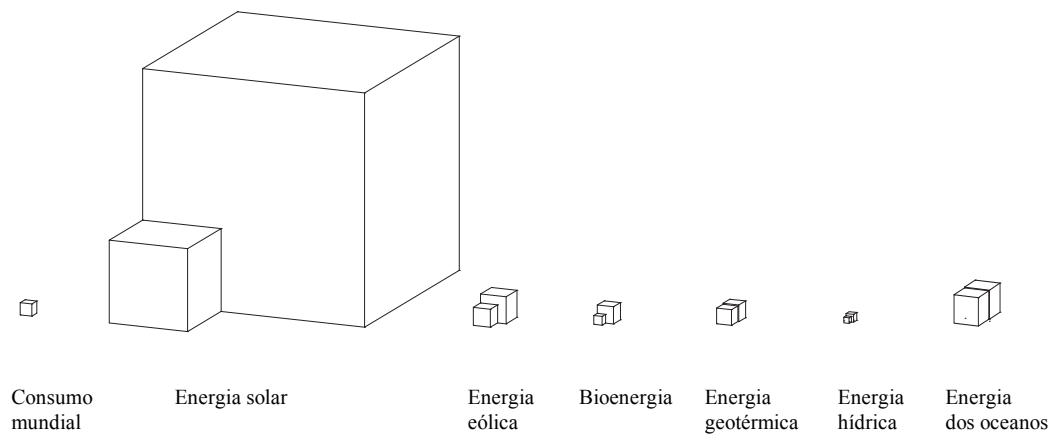 Consumo
mundial
Energia solar
Energia
eólica
Bioenergia
Energia
geotérmica
Energia
hídrica
Energia
dos oceanos